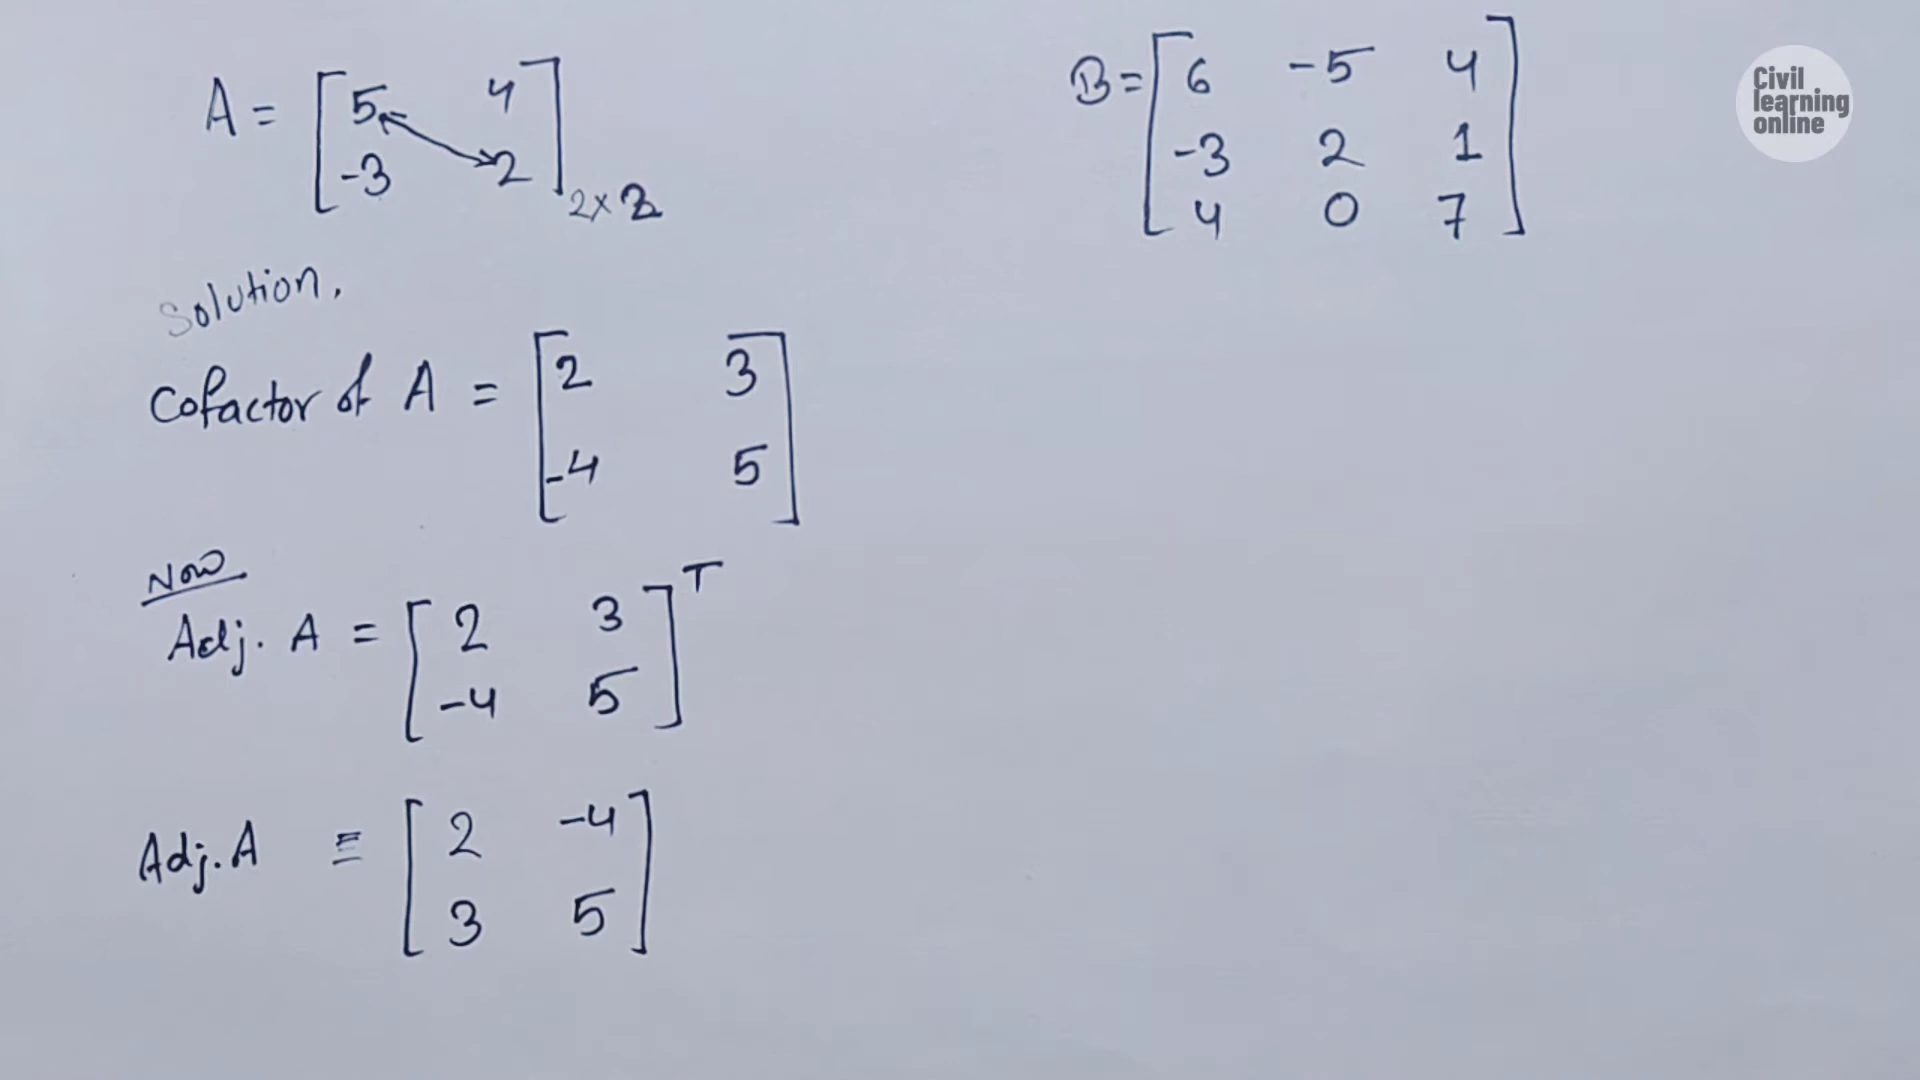 A = [5 4
-3 2] 2×2
B = [6 -5 4
-3 2 1
4 0 7]
Civil
learning
online
Solution,
Cofactor of A = [2 3
-4 5]
Now
Adj. A = [2 3
-4 5]ᵀ
Adj. A = [2 -4
3 5]